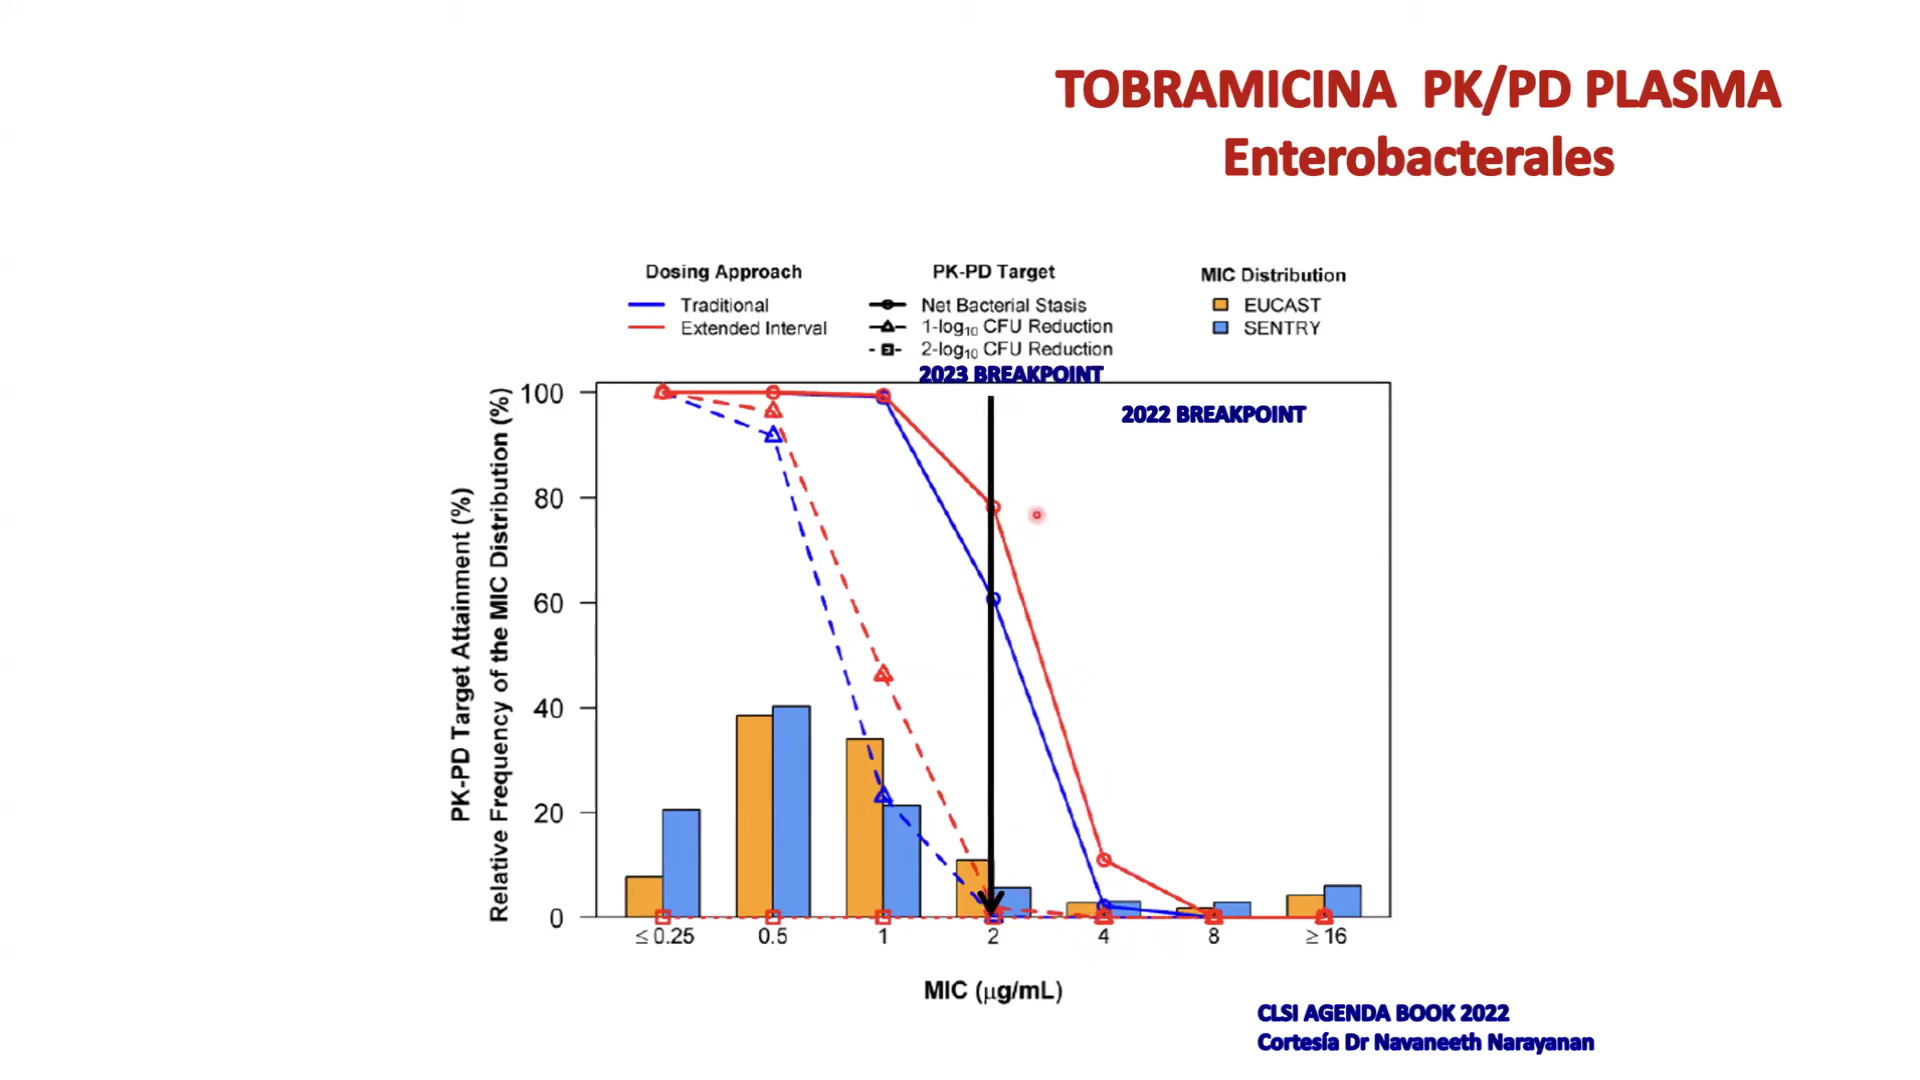 TOBRAMICINA PK/PD PLASMA
Enterobacterales
Dosing Approach
Traditional
Extended Interval
PK-PD Target
Net Bacterial Stasis
1-log₁₀ CFU Reduction
2-log₁₀ CFU Reduction
MIC Distribution
EUCAST
SENTRY
2023 BREAKPOINT
2022 BREAKPOINT
PK-PD Target Attainment (%)
Relative Frequency of the MIC Distribution (%)
100
80
60
40
20
0
≤ 0.25 0.5 1 2 4 8 ≥ 16
MIC (μg/mL)
CLSI AGENDA BOOK 2022
Cortesía Dr Navaneeth Narayanan